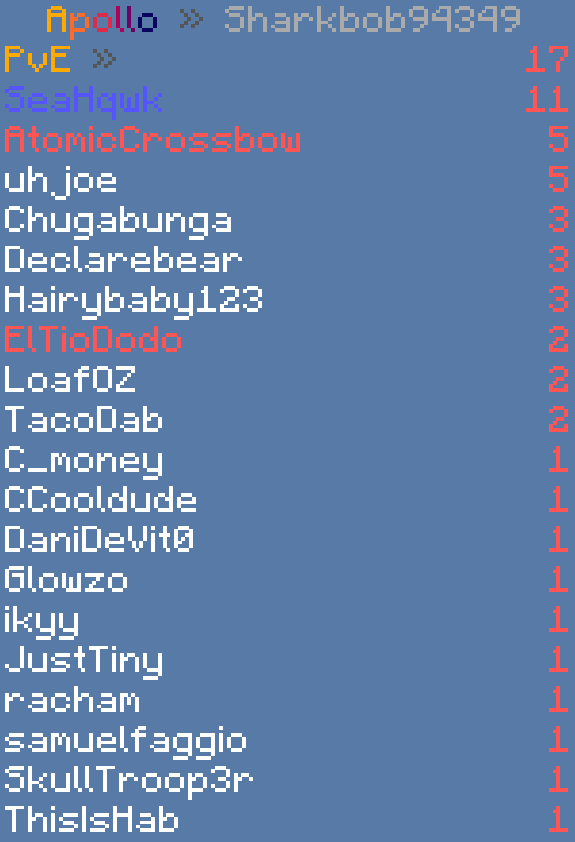 Apollo » Sharkbob94349
PvE » 17
SeaHqwk 11
AtomicCrossbow 5
uh_joe 5
Chugabunga 3
Declarebear 3
Hairybaby123 3
ElTioDodo 2
LoafOZ 2
TacoDab 2
C_money 1
CCooldude 1
DaniDeVit0 1
Glowzo 1
ikyy 1
JustTiny 1
racham 1
samuelfaggio 1
SkullTroop3r 1
ThisIsHab 1